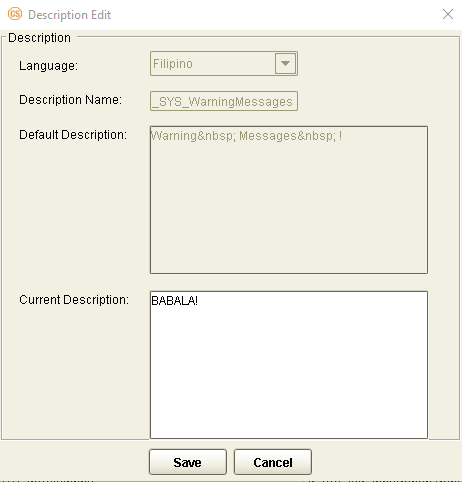 CS Description Edit
Description
Language: Filipino
Description Name: _SYS_WarningMessages
Default Description: Warning&nbsp; Messages&nbsp; !
Current Description: BABALA!
Save Cancel